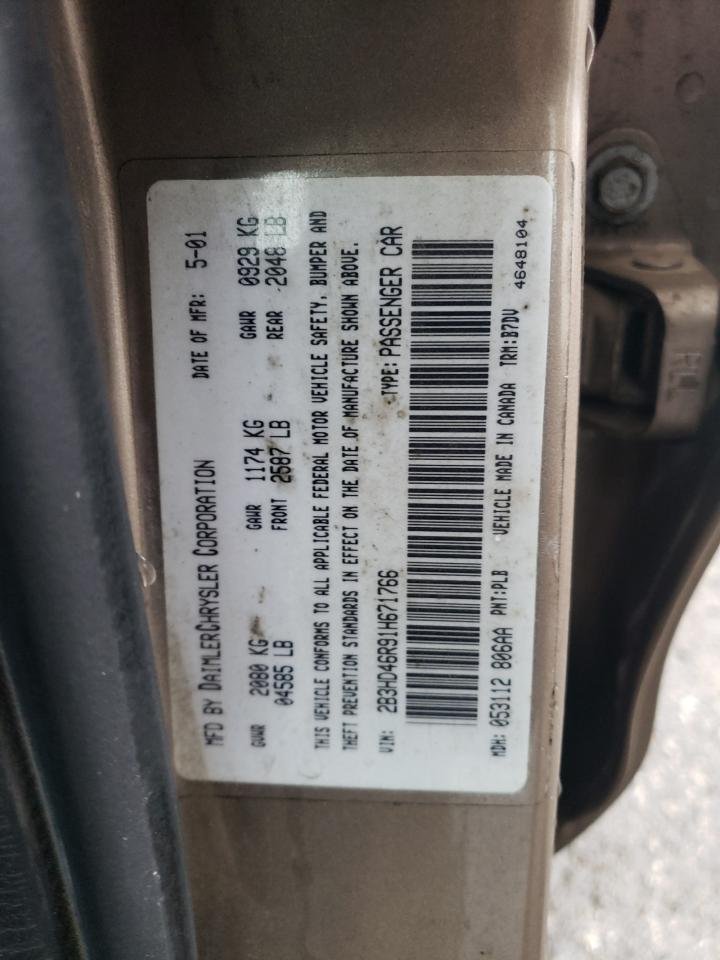 MFD BY DAIMLERCHRYSLER CORPORATION DATE OF MFR: 5-01
GVWR 2080 KG GAWR 1174 KG GAWR 0929 KG
04585 LB FRONT 2587 LB REAR 2048 LB
THIS VEHICLE CONFORMS TO ALL APPLICABLE FEDERAL MOTOR VEHICLE SAFETY, BUMPER AND
THEFT PREVENTION STANDARDS IN EFFECT ON THE DATE OF MANUFACTURE SHOWN ABOVE.
VIN: 2B3HD46R91H671766 TYPE: PASSENGER CAR
MDH: 053112 806AA PNT:PLB VEHICLE MADE IN CANADA TRM:B7DV 4648104